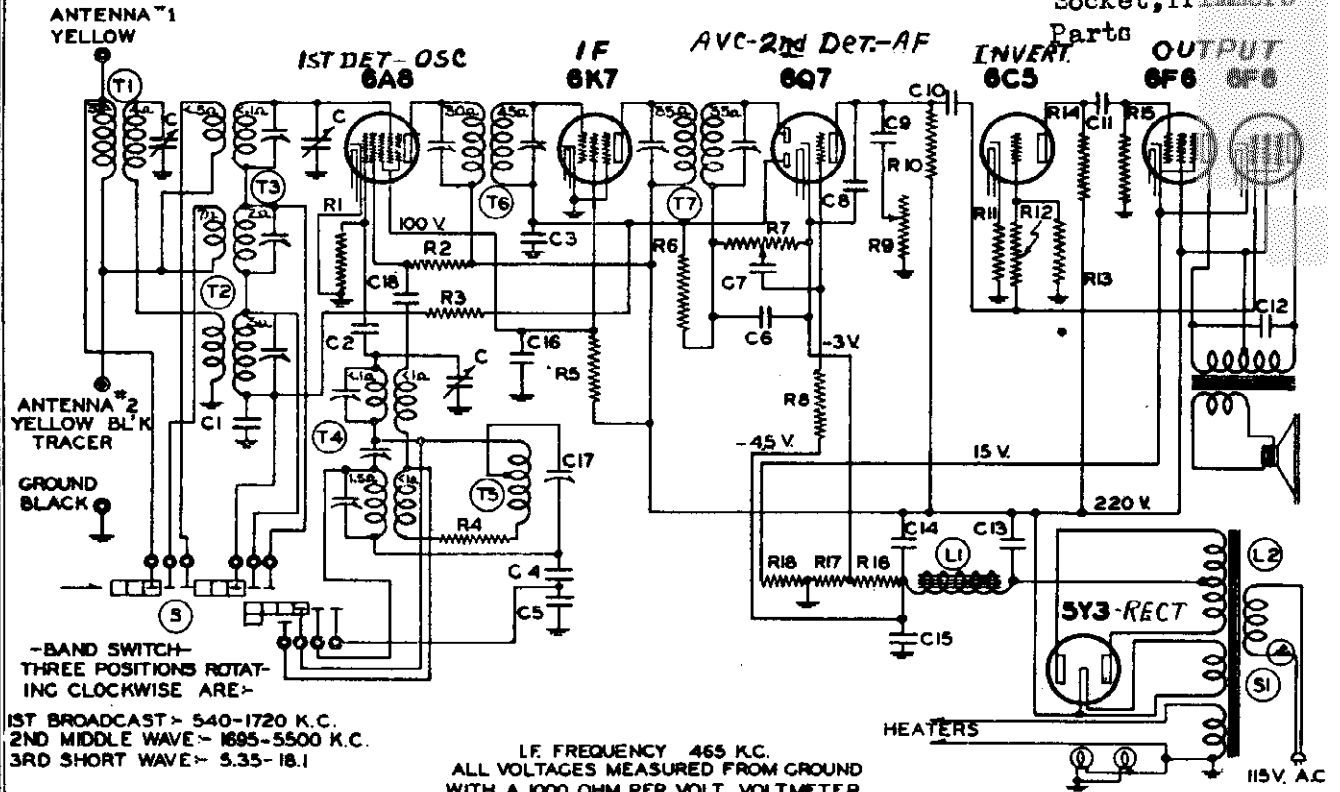 Socket,
Parts
ANTENNA #1
YELLOW
1ST DET-OSC
6A8
IF
6K7
AVC-2nd DET.-AF
6Q7
INVERT.
6C5
OUTPUT
6F6 6F6
T1
C
T3
C
T6
T7
C10
C9
R10
C8
R14
C11
R15
R1
100 V.
R2
C3
R6
R7
C7
R9
R11
R12
R13
T2
C18
R3
C2
C16
C6
-3V.
C12
C
R5
R8
ANTENNA #2
YELLOW BL'K
TRACER
C1
T4
.1Ω
-45 V.
15 V.
GROUND
BLACK
1.5Ω
T5
C17
R4
220 V.
C14
C13
L1
R18
R17
R16
L2
C4
C5
S
5Y3-RECT
C15
S1
-BAND SWITCH-
THREE POSITIONS ROTAT-
ING CLOCKWISE ARE:-
1ST BROADCAST:- 540-1720 K.C.
2ND MIDDLE WAVE:- 1695-5500 K.C.
3RD SHORT WAVE:- 5.35-18.1
HEATERS
I.F. FREQUENCY 465 K.C.
ALL VOLTAGES MEASURED FROM GROUND
WITH A 1000 OHM PER VOLT VOLTMETER
115V. A.C